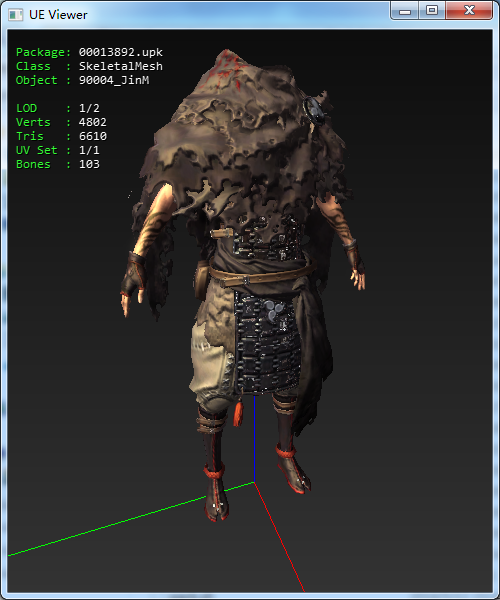 UE Viewer
Package: 00013892.upk
Class : SkeletalMesh
Object : 90004_JinM
LOD : 1/2
Verts : 4802
Tris : 6610
UV Set : 1/1
Bones : 103